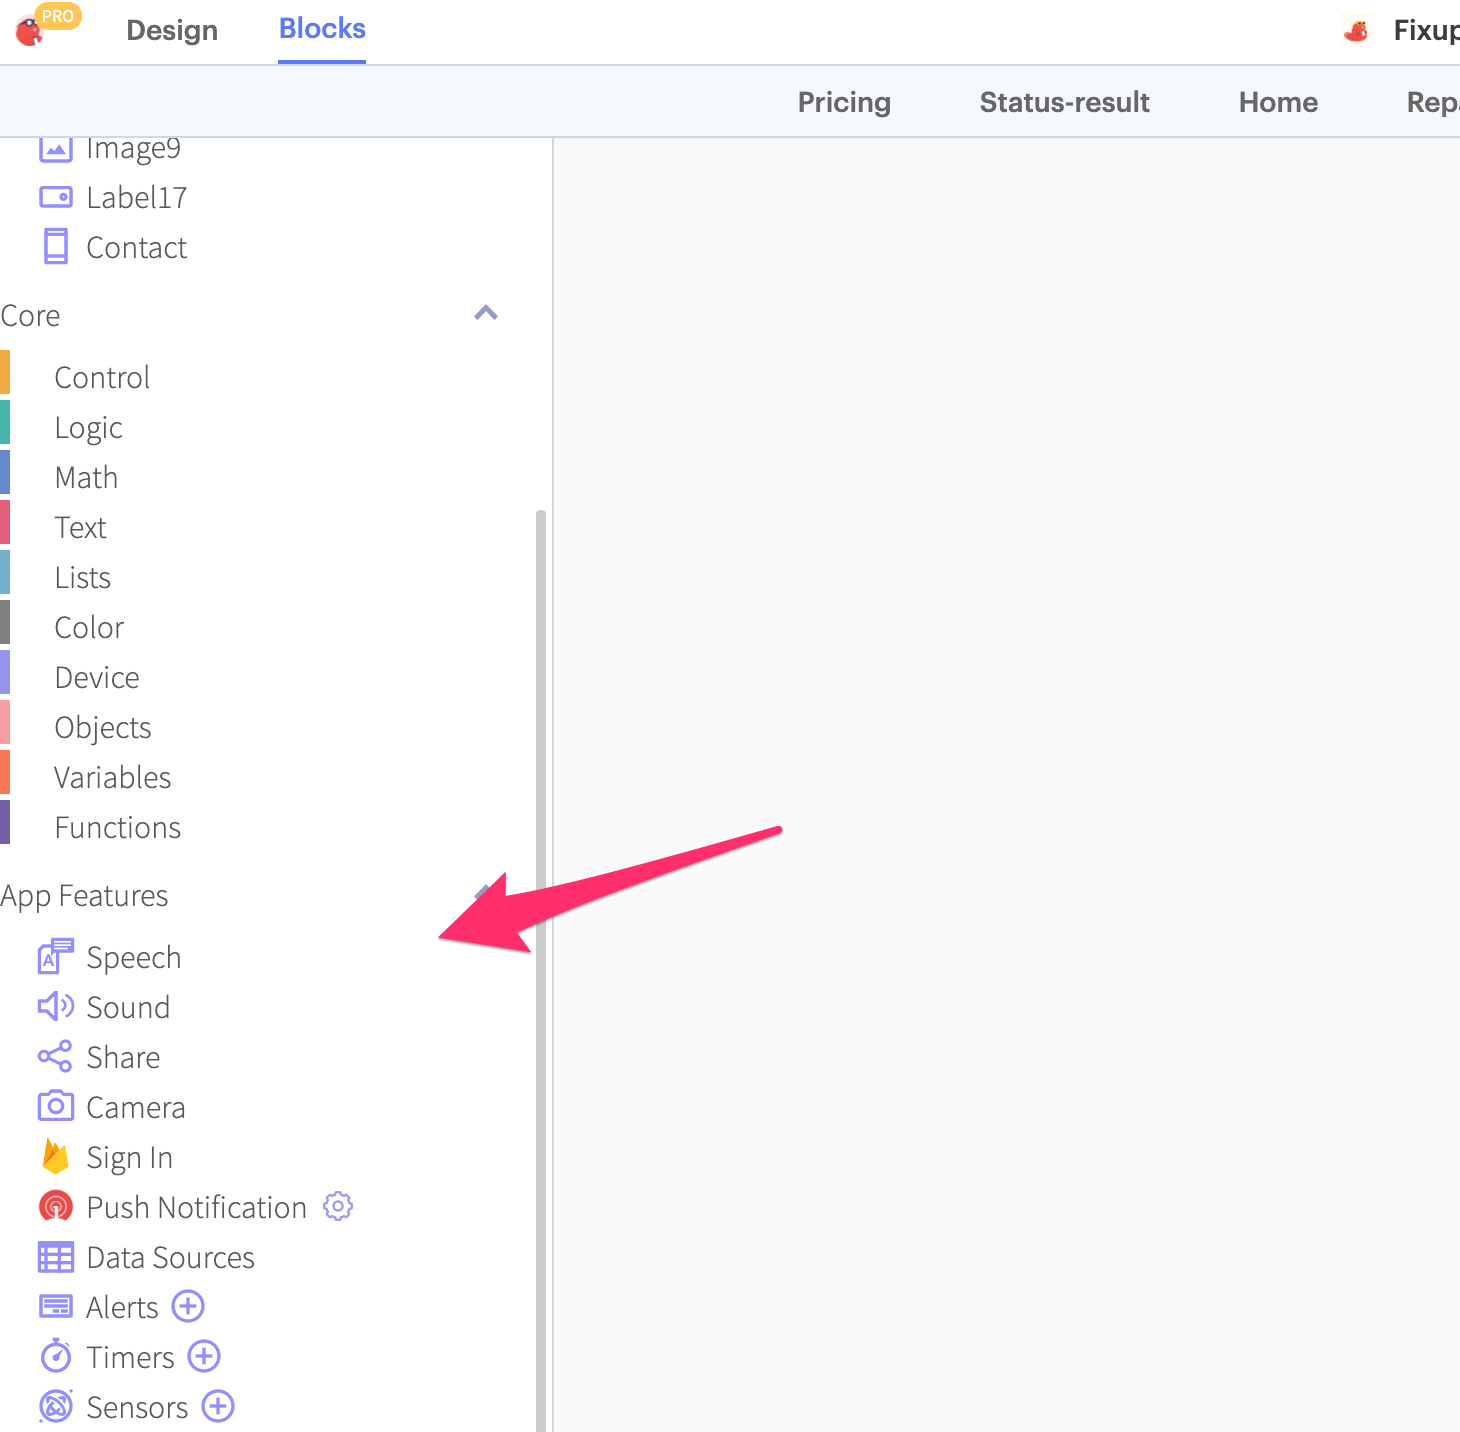 PRO
Design
Blocks
Fixup
Pricing
Status-result
Home
Image9
Label17
Contact
Core
Control
Logic
Math
Text
Lists
Color
Device
Objects
Variables
Functions
App Features
Speech
Sound
Share
Camera
Sign In
Push Notification
Data Sources
Alerts
Timers
Sensors